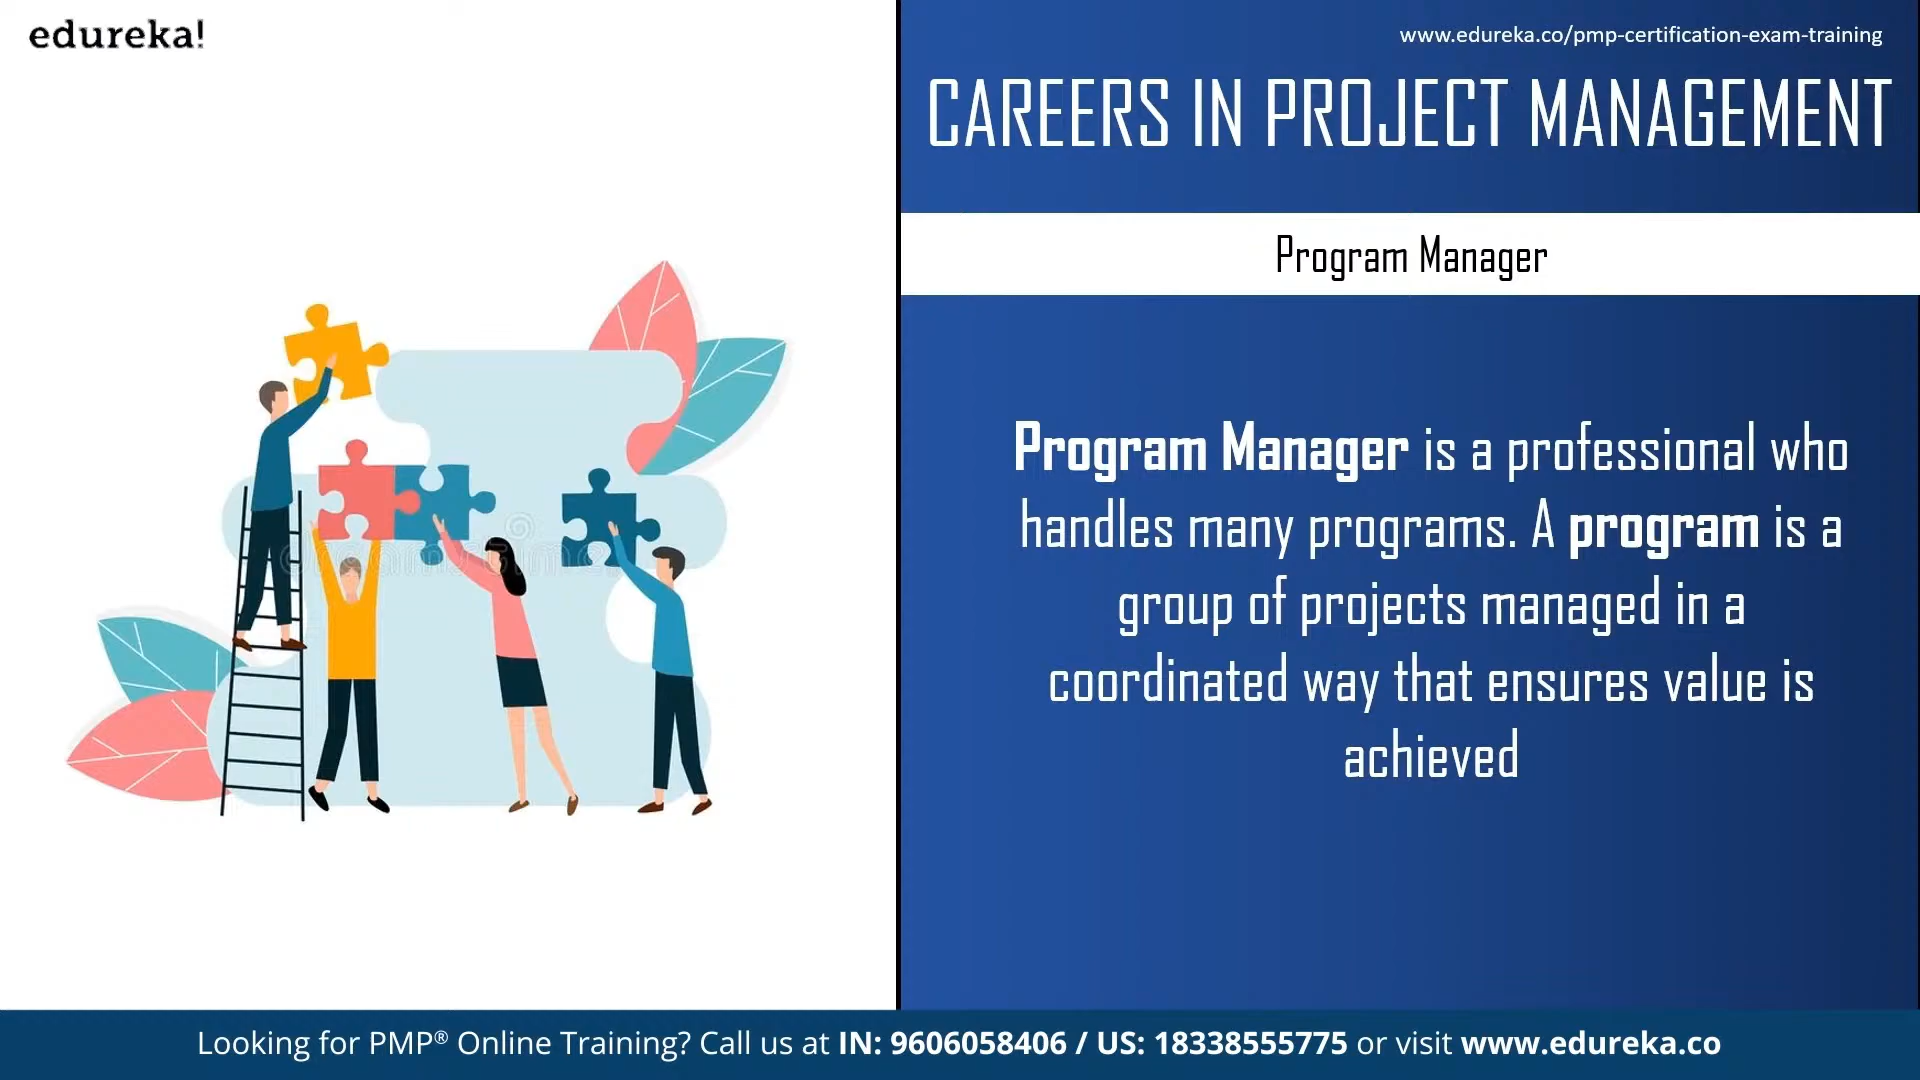 edureka!
www.edureka.co/pmp-certification-exam-training
CAREERS IN PROJECT MANAGEMENT
Program Manager
Program Manager is a professional who
handles many programs. A program is a
group of projects managed in a
coordinated way that ensures value is
achieved
Looking for PMP® Online Training? Call us at IN: 9606058406 / US: 18338555775 or visit www.edureka.co